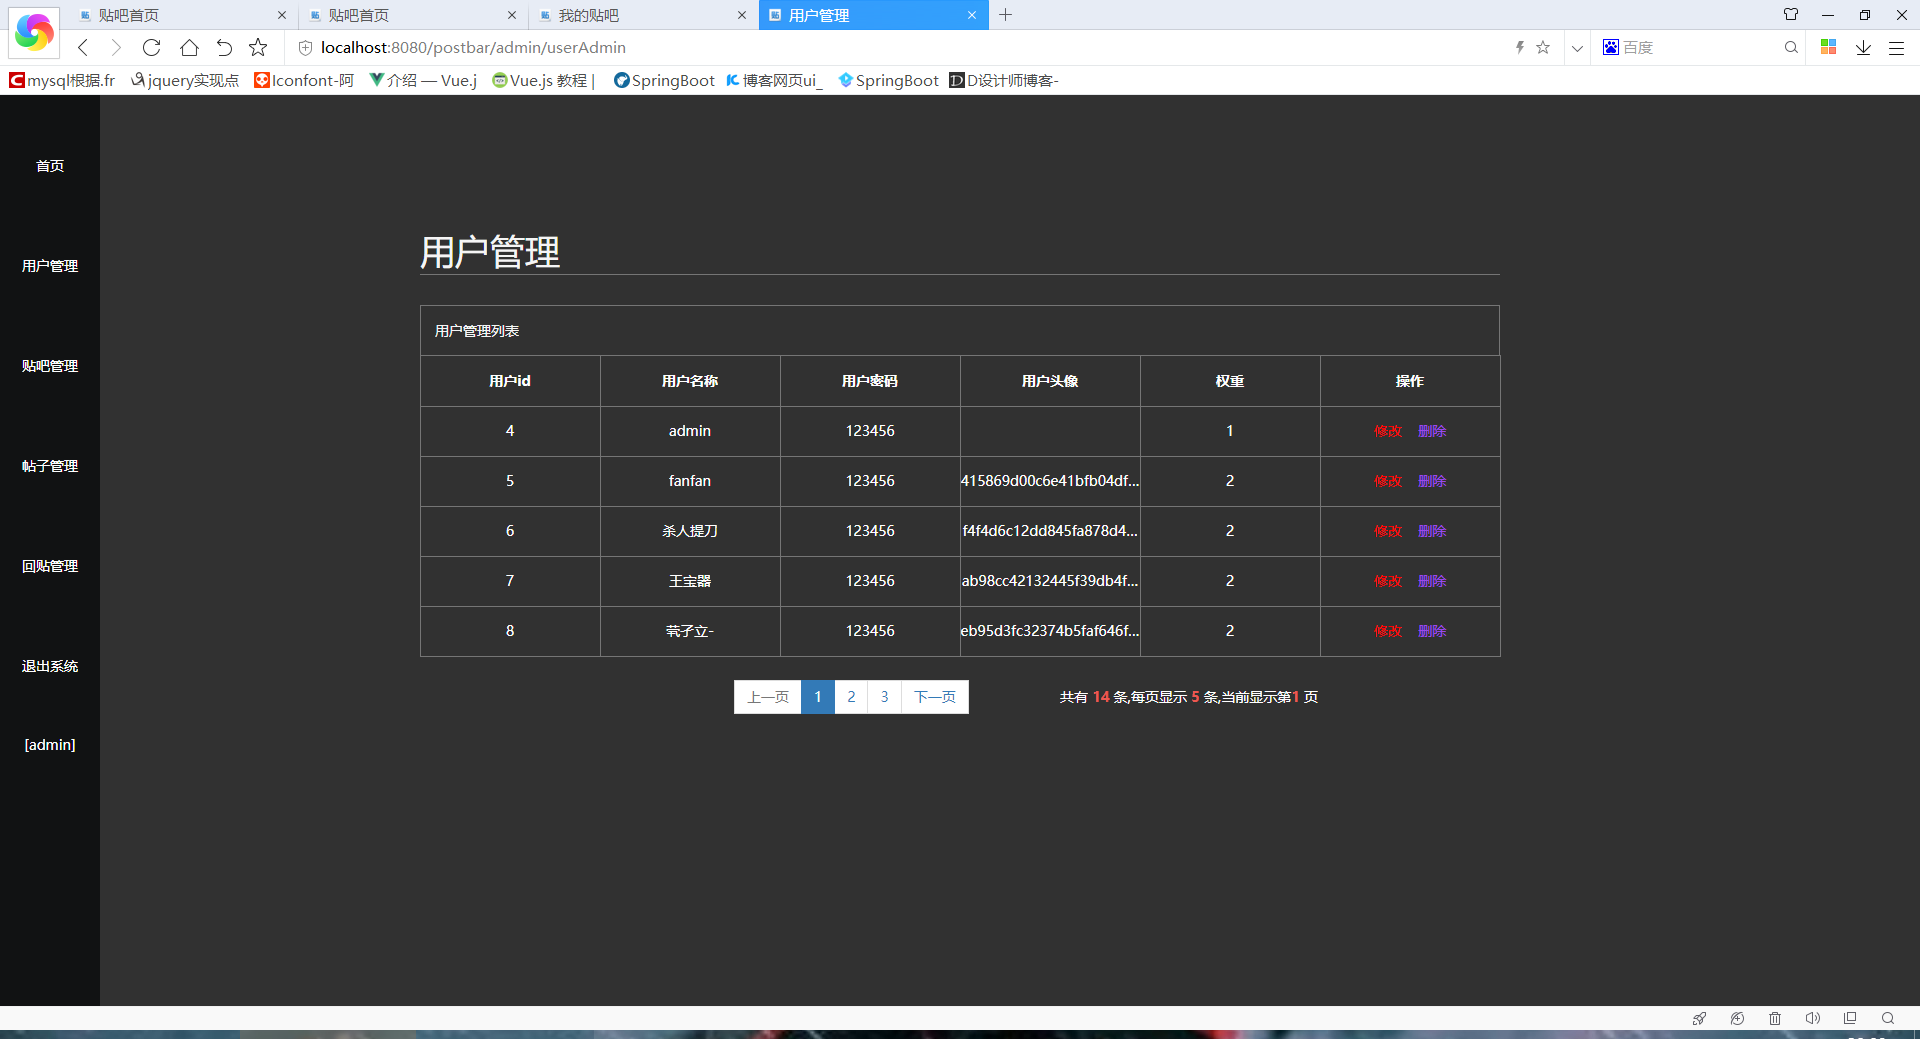 贴吧首页
贴吧首页
我的贴吧
用户管理
localhost:8080/postbar/admin/userAdmin
百度
mysql根据.fr
jquery实现点
Iconfont-阿
介绍 — Vue.j
Vue.js 教程 |
SpringBoot
博客网页ui_
SpringBoot
D设计师博客-
首页
用户管理
贴吧管理
帖子管理
回贴管理
退出系统
[admin]
用户管理
用户管理列表
用户id 用户名称 用户密码 用户头像 权重 操作
4 admin 123456 1 修改 删除
5 fanfan 123456 415869d00c6e41bfb04df... 2 修改 删除
6 杀人提刀 123456 f4f4d6c12dd845fa878d4... 2 修改 删除
7 王宝器 123456 ab98cc42132445f39db4f... 2 修改 删除
8 茕孑立- 123456 eb95d3fc32374b5faf646f... 2 修改 删除
上一页 1 2 3 下一页
共有 14 条,每页显示 5 条,当前显示第1 页